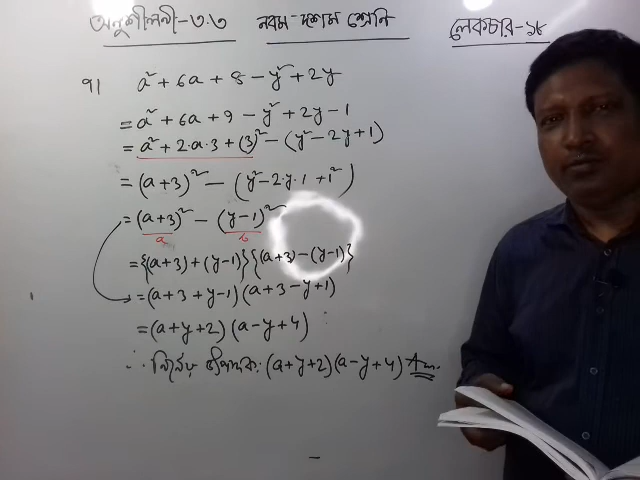 অনুশীলনী-৩.৩ নবম-দশম শ্রেনি লেকচার-১৮
৭। a² + 6a + 8 - y² + 2y
= a² + 6a + 9 - y² + 2y - 1
= a² + 2.a.3 + (3)² - (y² - 2y + 1)
= (a+3)² - (y² - 2.y.1 + 1²)
= (a+3)² - (y-1)²
a b
= {(a+3) + (y-1)} {(a+3) - (y-1)}
= (a+3+y-1) (a+3-y+1)
= (a+y+2) (a-y+4)
∴ নির্ণেয় উৎপাদক: (a+y+2) (a-y+4) Ans.